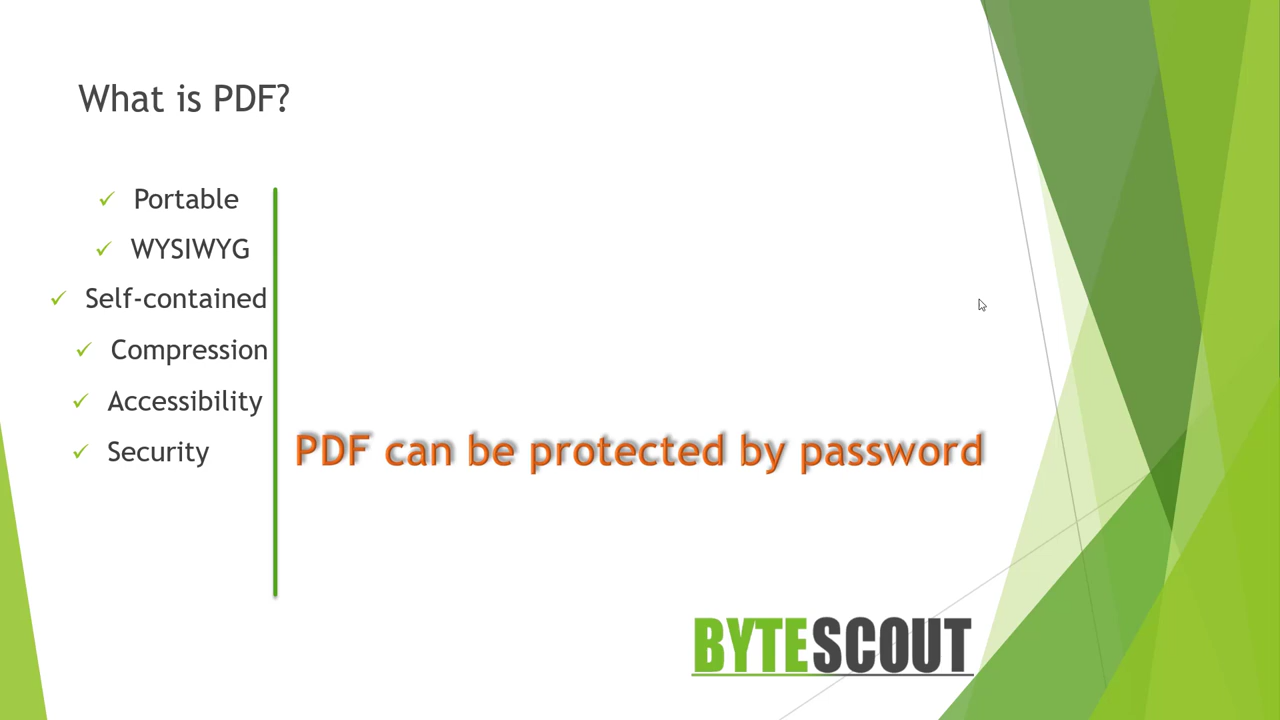 What is PDF?
✓ Portable
✓ WYSIWYG
✓ Self-contained
✓ Compression
✓ Accessibility
✓ Security
PDF can be protected by password
BYTESCOUT